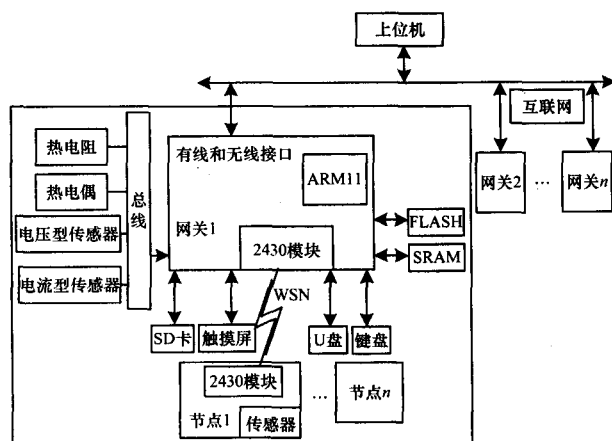 上位机
互联网
热电阻
热电偶
电压型传感器
电流型传感器
总线
有线和无线接口
ARM11
网关1
2430模块
网关2
…
网关n
FLASH
SRAM
WSN
SD卡
触摸屏
U盘
键盘
2430模块
节点1
传感器
…
节点n